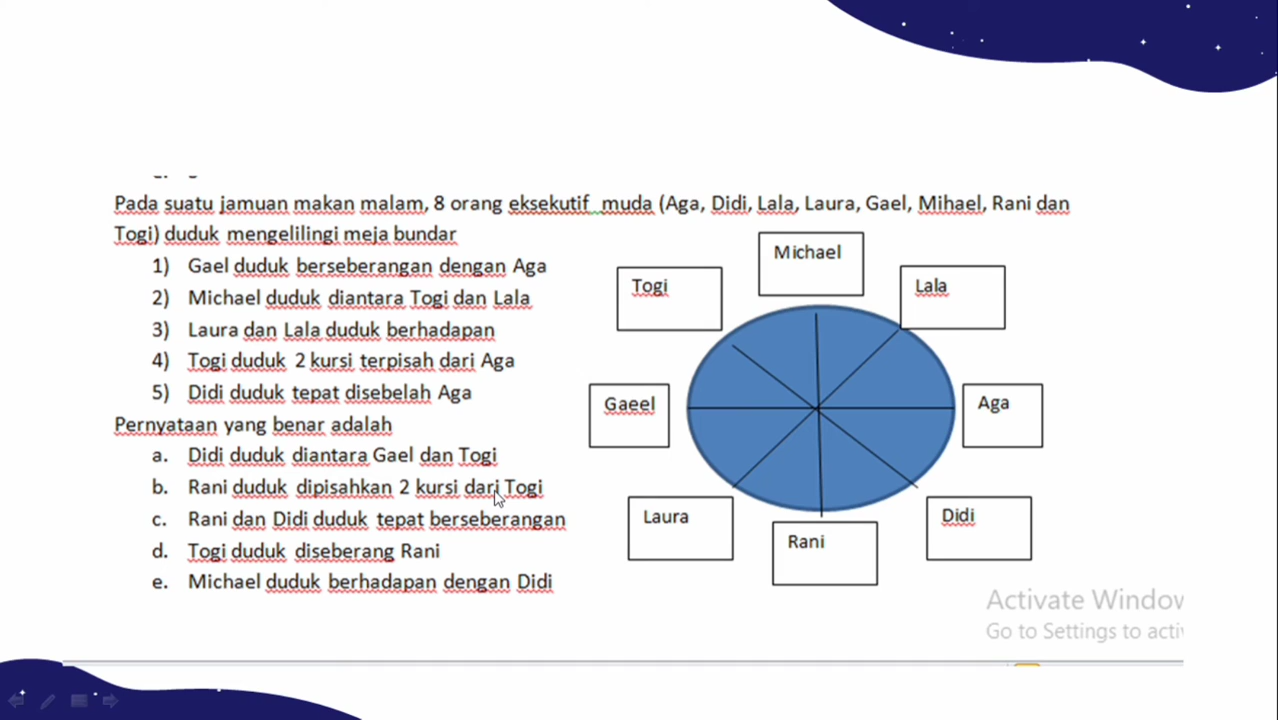 Pada suatu jamuan makan malam, 8 orang eksekutif muda (Aga, Didi, Lala, Laura, Gael, Mihael, Rani dan
Togi) duduk mengelilingi meja bundar
1) Gael duduk berseberangan dengan Aga
2) Michael duduk diantara Togi dan Lala
3) Laura dan Lala duduk berhadapan
4) Togi duduk 2 kursi terpisah dari Aga
5) Didi duduk tepat disebelah Aga
Pernyataan yang benar adalah
a. Didi duduk diantara Gael dan Togi
b. Rani duduk dipisahkan 2 kursi dari Togi
c. Rani dan Didi duduk tepat berseberangan
d. Togi duduk diseberang Rani
e. Michael duduk berhadapan dengan Didi
Michael
Togi
Lala
Gaeel
Aga
Laura
Rani
Didi
Activate Window
Go to Settings to acti